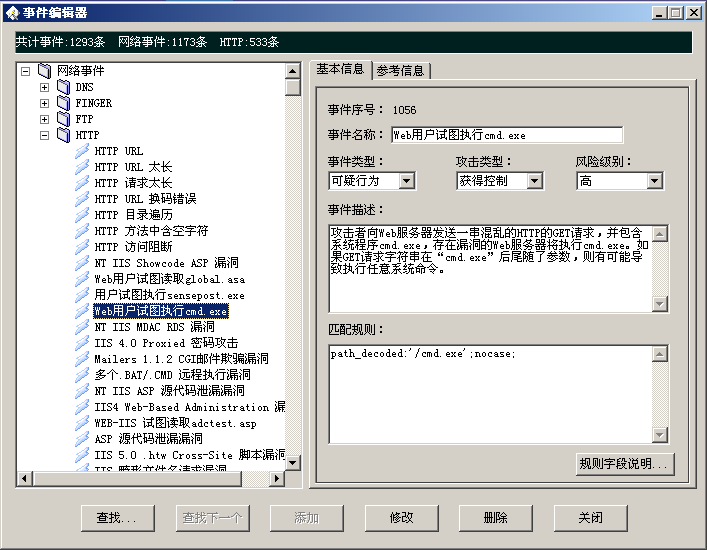 事件编辑器
共计事件:1293条 网络事件:1173条 HTTP:533条
网络事件
DNS
FINGER
FTP
HTTP
HTTP URL
HTTP URL 太长
HTTP 请求太长
HTTP URL 换码错误
HTTP 目录遍历
HTTP 方法中含空字符
HTTP 访问阻断
NT IIS Showcode ASP 漏洞
Web用户试图读取global.asa
用户试图执行sensepost.exe
Web用户试图执行cmd.exe
NT IIS MDAC RDS 漏洞
IIS 4.0 Proxied 密码攻击
Mailers 1.1.2 CGI邮件欺骗漏洞
多个.BAT/.CMD 远程执行漏洞
NT IIS ASP 源代码泄漏漏洞
IIS4 Web-Based Administration 漏
WEB-IIS 试图读取adctest.asp
ASP 源代码泄漏漏洞
IIS 5.0 .htw Cross-Site 脚本漏洞
IIS 畸形文件名请求漏洞
基本信息 参考信息
事件序号： 1056
事件名称： Web用户试图执行cmd.exe
事件类型： 攻击类型： 风险级别：
可疑行为 获得控制 高
事件描述：
攻击者向Web服务器发送一串混乱的HTTP的GET请求，并包含
系统程序cmd.exe，存在漏洞的Web服务器将执行cmd.exe。如
果GET请求字符串在“cmd.exe”后尾随了参数，则有可能导
致执行任意系统命令。
匹配规则：
path_decoded:'/cmd.exe';nocase;
规则字段说明...
查找... 查找下一个 添加 修改 删除 关闭